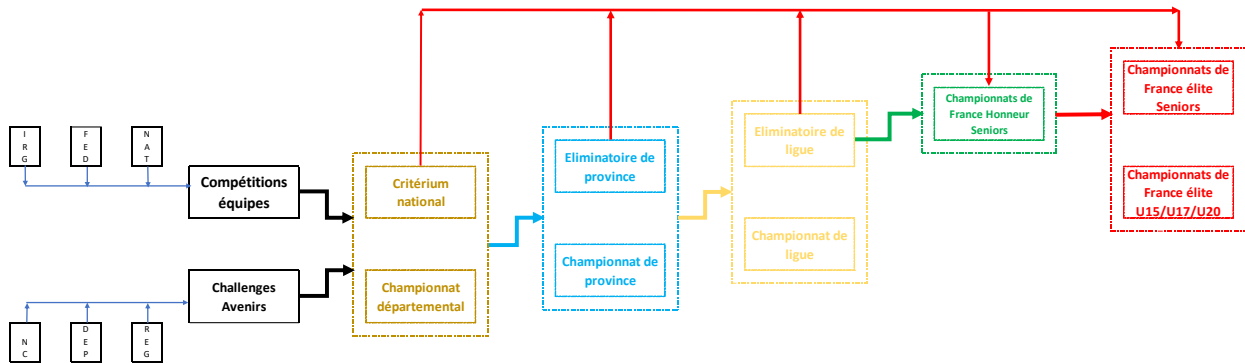 I
R
G
F
E
D
N
A
T
Compétitions
équipes
Challenges
Avenirs
NC
D
E
P
R
E
G
Critérium
national
Championnat
départemental
Eliminatoire de
province
Championnat de
province
Eliminatoire de
ligue
Championnat de
ligue
Championnats de
France Honneur
Seniors
Championnats de
France élite
Seniors
Championnats de
France élite
U15/U17/U20